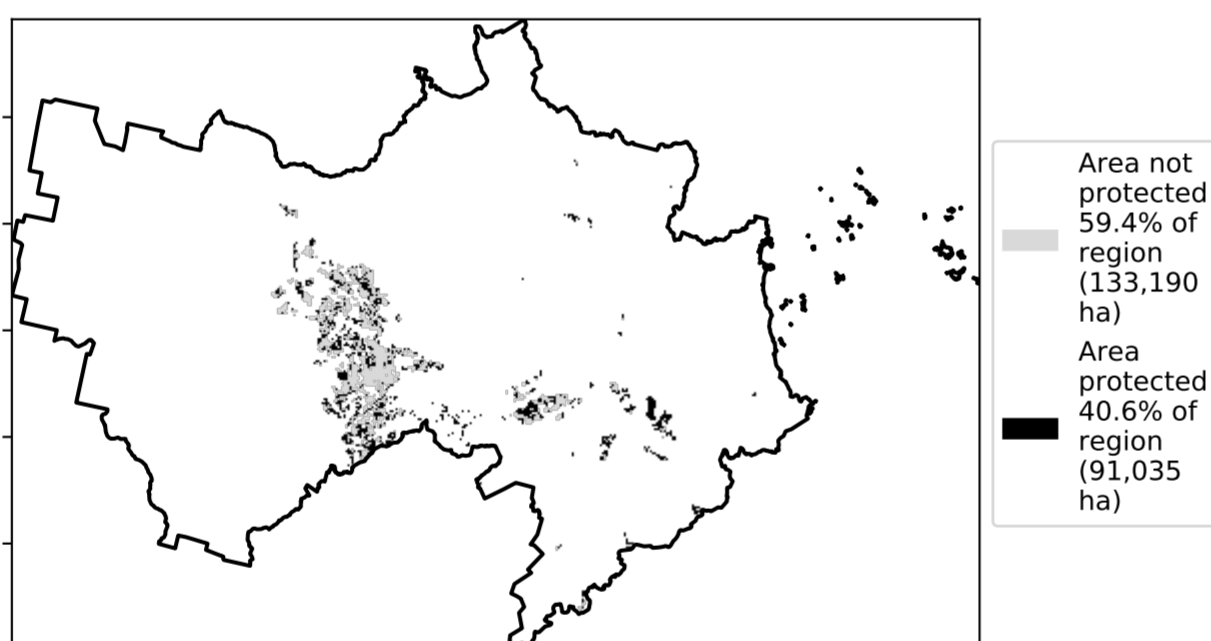 Area not
protected
59.4% of
region
(133,190
ha)
Area
protected
40.6% of
region
(91,035
ha)